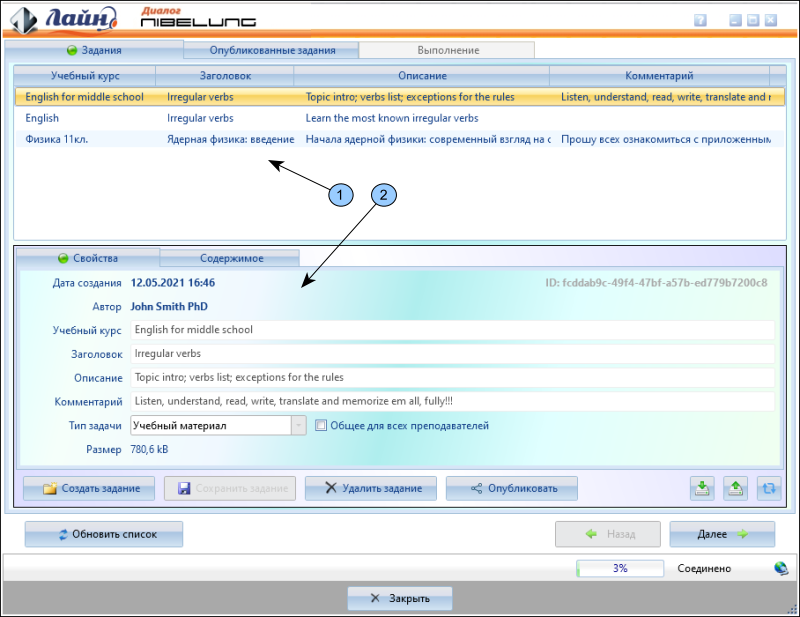 Лайн Диалог
NIBELUNG
?
Задания Опубликованные задания Выполнение
Учебный курс Заголовок Описание Комментарий
English for middle school Irregular verbs Topic intro; verbs list; exceptions for the rules Listen, understand, read, write, translate and r
English Irregular verbs Learn the most known irregular verbs
Физика 11кл. Ядерная физика: введение Начала ядерной физики: современный взгляд на с Прошу всех ознакомиться с приложенным
1 2
Свойства Содержимое
Дата создания 12.05.2021 16:46 ID: fcddab9c-49f4-47bf-a57b-ed779b7200c8
Автор John Smith PhD
Учебный курс English for middle school
Заголовок Irregular verbs
Описание Topic intro; verbs list; exceptions for the rules
Комментарий Listen, understand, read, write, translate and memorize em all, fully!!!
Тип задачи Учебный материал Общее для всех преподавателей
Размер 780,6 kB
Создать задание Сохранить задание Удалить задание Опубликовать
Обновить список Назад Далее
3% Соединено
Закрыть